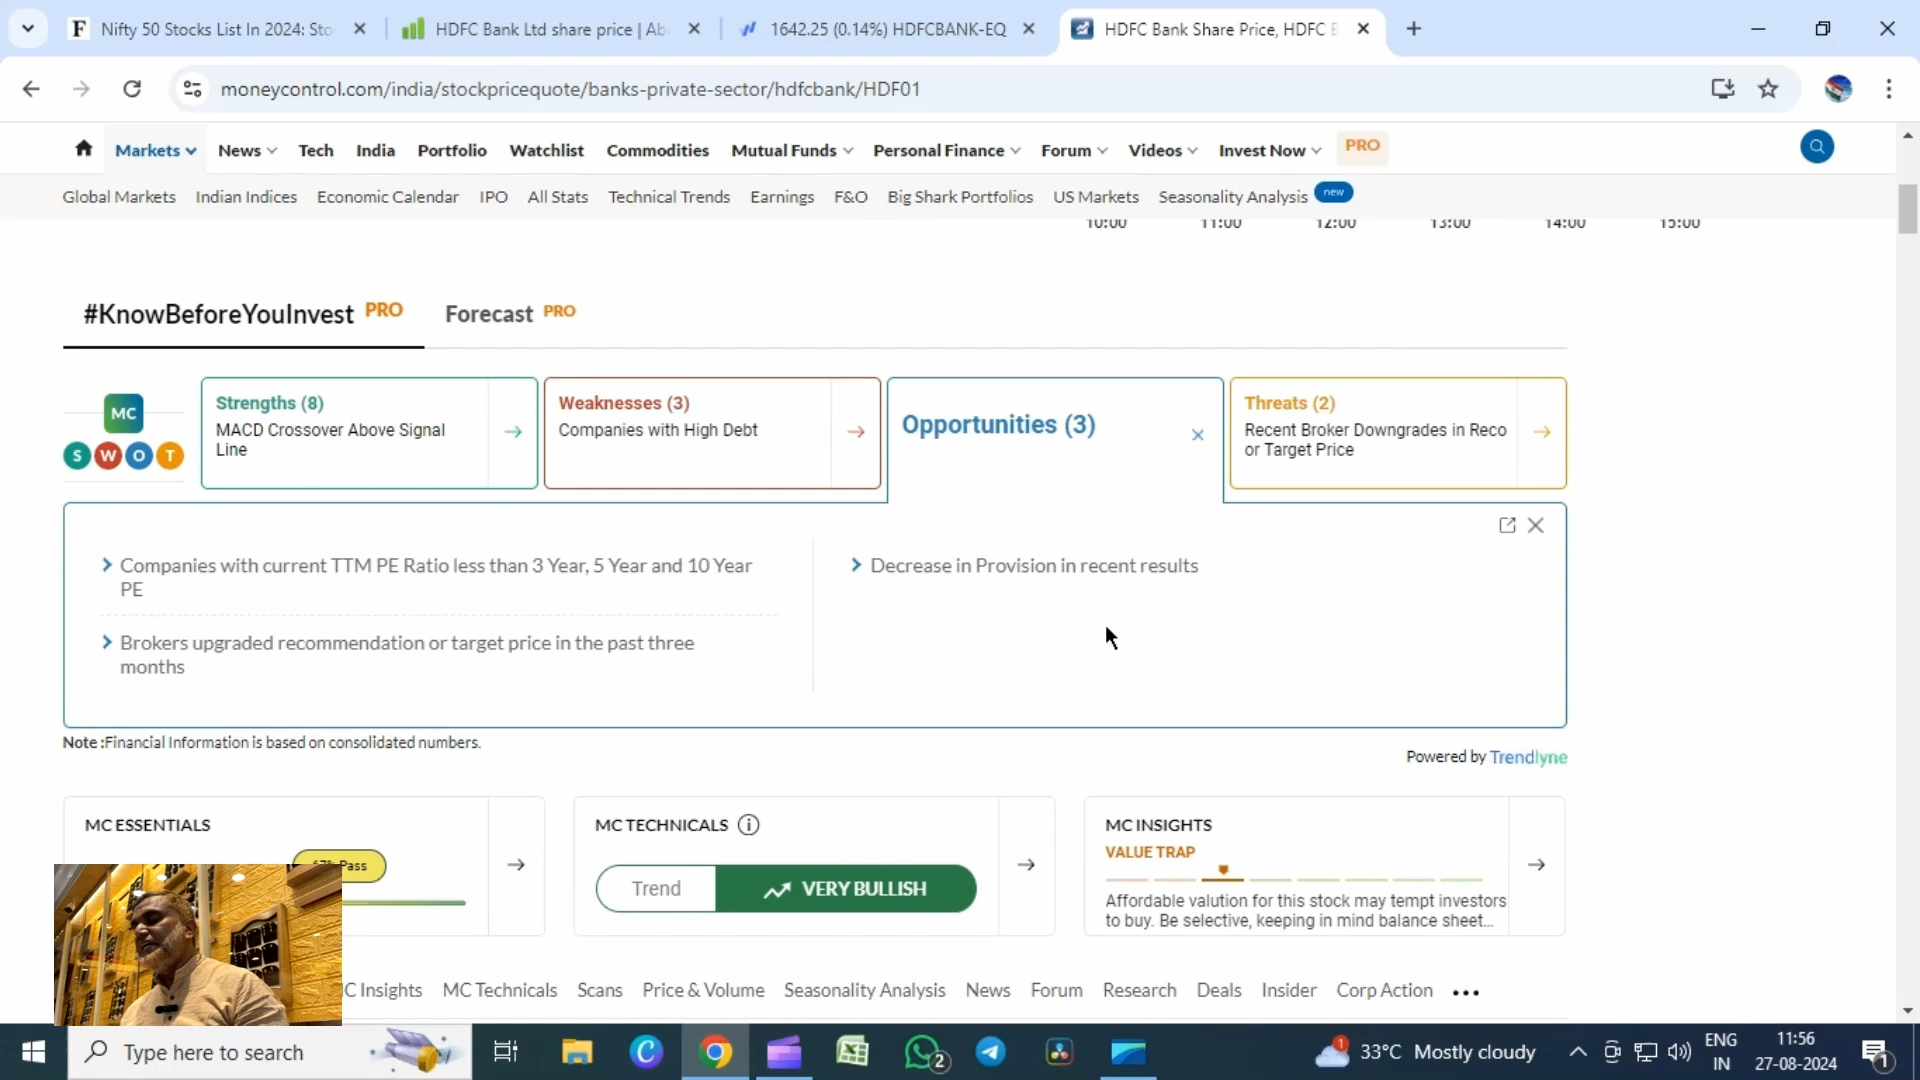 Nifty 50 Stocks List In 2024: Sto
HDFC Bank Ltd share price | Ab
1642.25 (0.14%) HDFCBANK-EQ
HDFC Bank Share Price, HDFC B
moneycontrol.com/india/stockpricequote/banks-private-sector/hdfcbank/HDF01
Markets News Tech India Portfolio Watchlist Commodities Mutual Funds Personal Finance Forum Videos Invest Now PRO
Global Markets Indian Indices Economic Calendar IPO All Stats Technical Trends Earnings F&O Big Shark Portfolios US Markets Seasonality Analysis new
10:00 11:00 12:00 13:00 14:00 15:00
#KnowBeforeYouInvest PRO Forecast PRO
MC
S W O T
Strengths (8)
MACD Crossover Above Signal
Line
Weaknesses (3)
Companies with High Debt
Opportunities (3)
Threats (2)
Recent Broker Downgrades in Reco
or Target Price
Companies with current TTM PE Ratio less than 3 Year, 5 Year and 10 Year
PE
Brokers upgraded recommendation or target price in the past three
months
Decrease in Provision in recent results
Note :Financial Information is based on consolidated numbers.
Powered by Trendlyne
MC ESSENTIALS
Pass
MC TECHNICALS
Trend VERY BULLISH
MC INSIGHTS
VALUE TRAP
Affordable valution for this stock may tempt investors
to buy. Be selective, keeping in mind balance sheet...
C Insights MC Technicals Scans Price & Volume Seasonality Analysis News Forum Research Deals Insider Corp Action
Type here to search
2
1
33°C Mostly cloudy
ENG
IN
11:56
27-08-2024
1